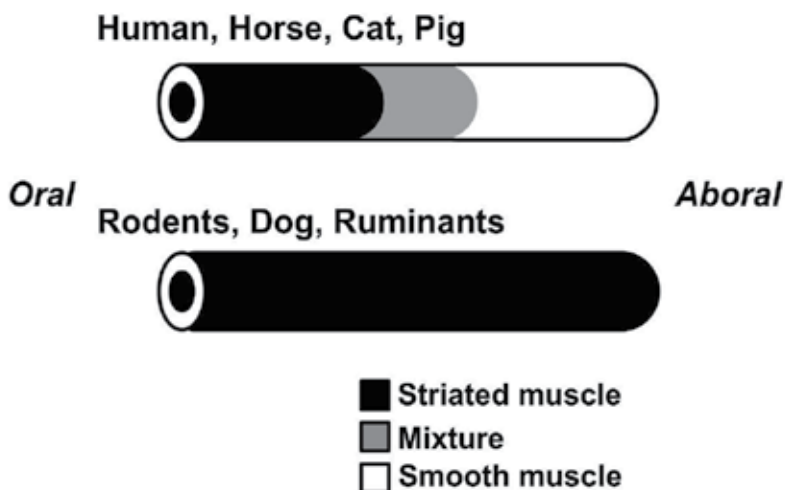 Human, Horse, Cat, Pig
Oral
Aboral
Rodents, Dog, Ruminants
Striated muscle
Mixture
Smooth muscle